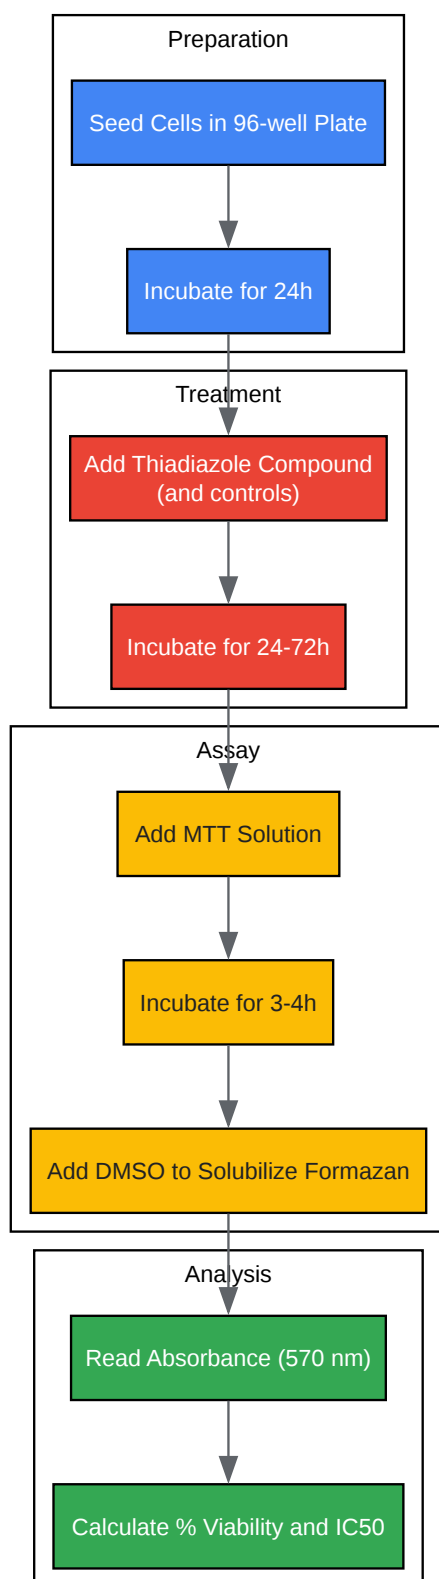 Preparation
Seed Cells in 96-well Plate
Incubate for 24h
Treatment
Add Thiadiazole Compound
(and controls)
Incubate for 24-72h
Assay
Add MTT Solution
Incubate for 3-4h
Add DMSO to Solubilize Formazan
Analysis
Read Absorbance (570 nm)
Calculate % Viability and IC50